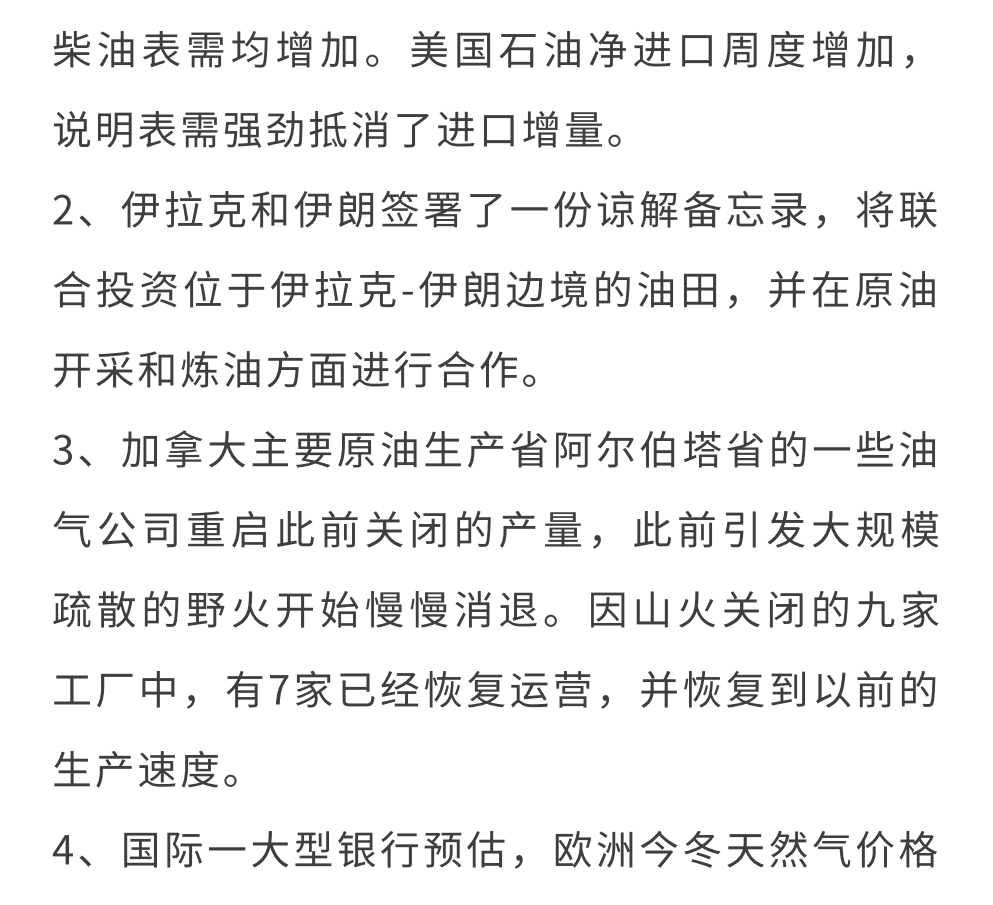 柴油表需均增加。美国石油净进口周度增加，
说明表需强劲抵消了进口增量。
2、伊拉克和伊朗签署了一份谅解备忘录，将联
合投资位于伊拉克-伊朗边境的油田，并在原油
开采和炼油方面进行合作。
3、加拿大主要原油生产省阿尔伯塔省的一些油
气公司重启此前关闭的产量，此前引发大规模
疏散的野火开始慢慢消退。因山火关闭的九家
工厂中，有7家已经恢复运营，并恢复到以前的
生产速度。
4、国际一大型银行预估，欧洲今冬天然气价格